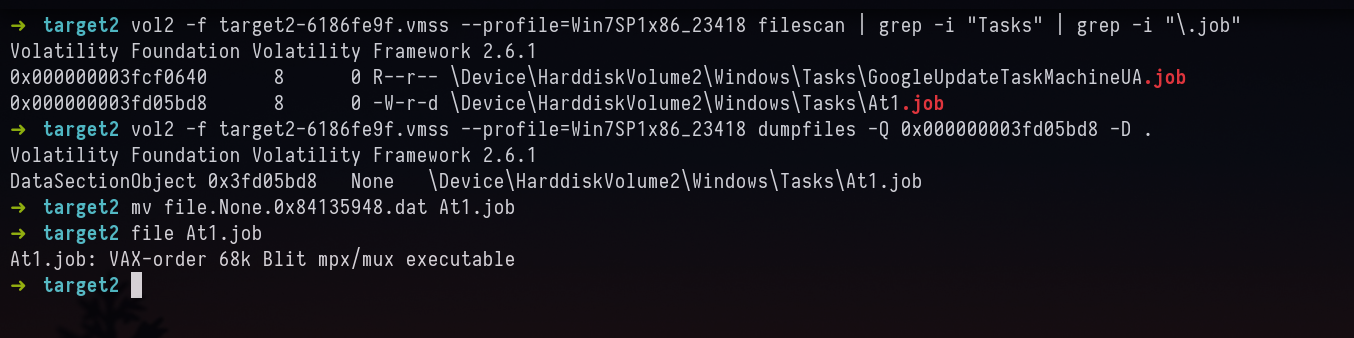 → target2 vol2 -f target2-6186fe9f.vmss --profile=Win7SP1x86_23418 filescan | grep -i "Tasks" | grep -i "\.job"
Volatility Foundation Volatility Framework 2.6.1
0x000000003fcf0640      8      0 R--r-- \Device\HarddiskVolume2\Windows\Tasks\GoogleUpdateTaskMachineUA.job
0x000000003fd05bd8      8      0 -W-r-d \Device\HarddiskVolume2\Windows\Tasks\At1.job
→ target2 vol2 -f target2-6186fe9f.vmss --profile=Win7SP1x86_23418 dumpfiles -Q 0x000000003fd05bd8 -D .
Volatility Foundation Volatility Framework 2.6.1
DataSectionObject 0x3fd05bd8   None   \Device\HarddiskVolume2\Windows\Tasks\At1.job
→ target2 mv file.None.0x84135948.dat At1.job
→ target2 file At1.job
At1.job: VAX-order 68k Blit mpx/mux executable
→ target2